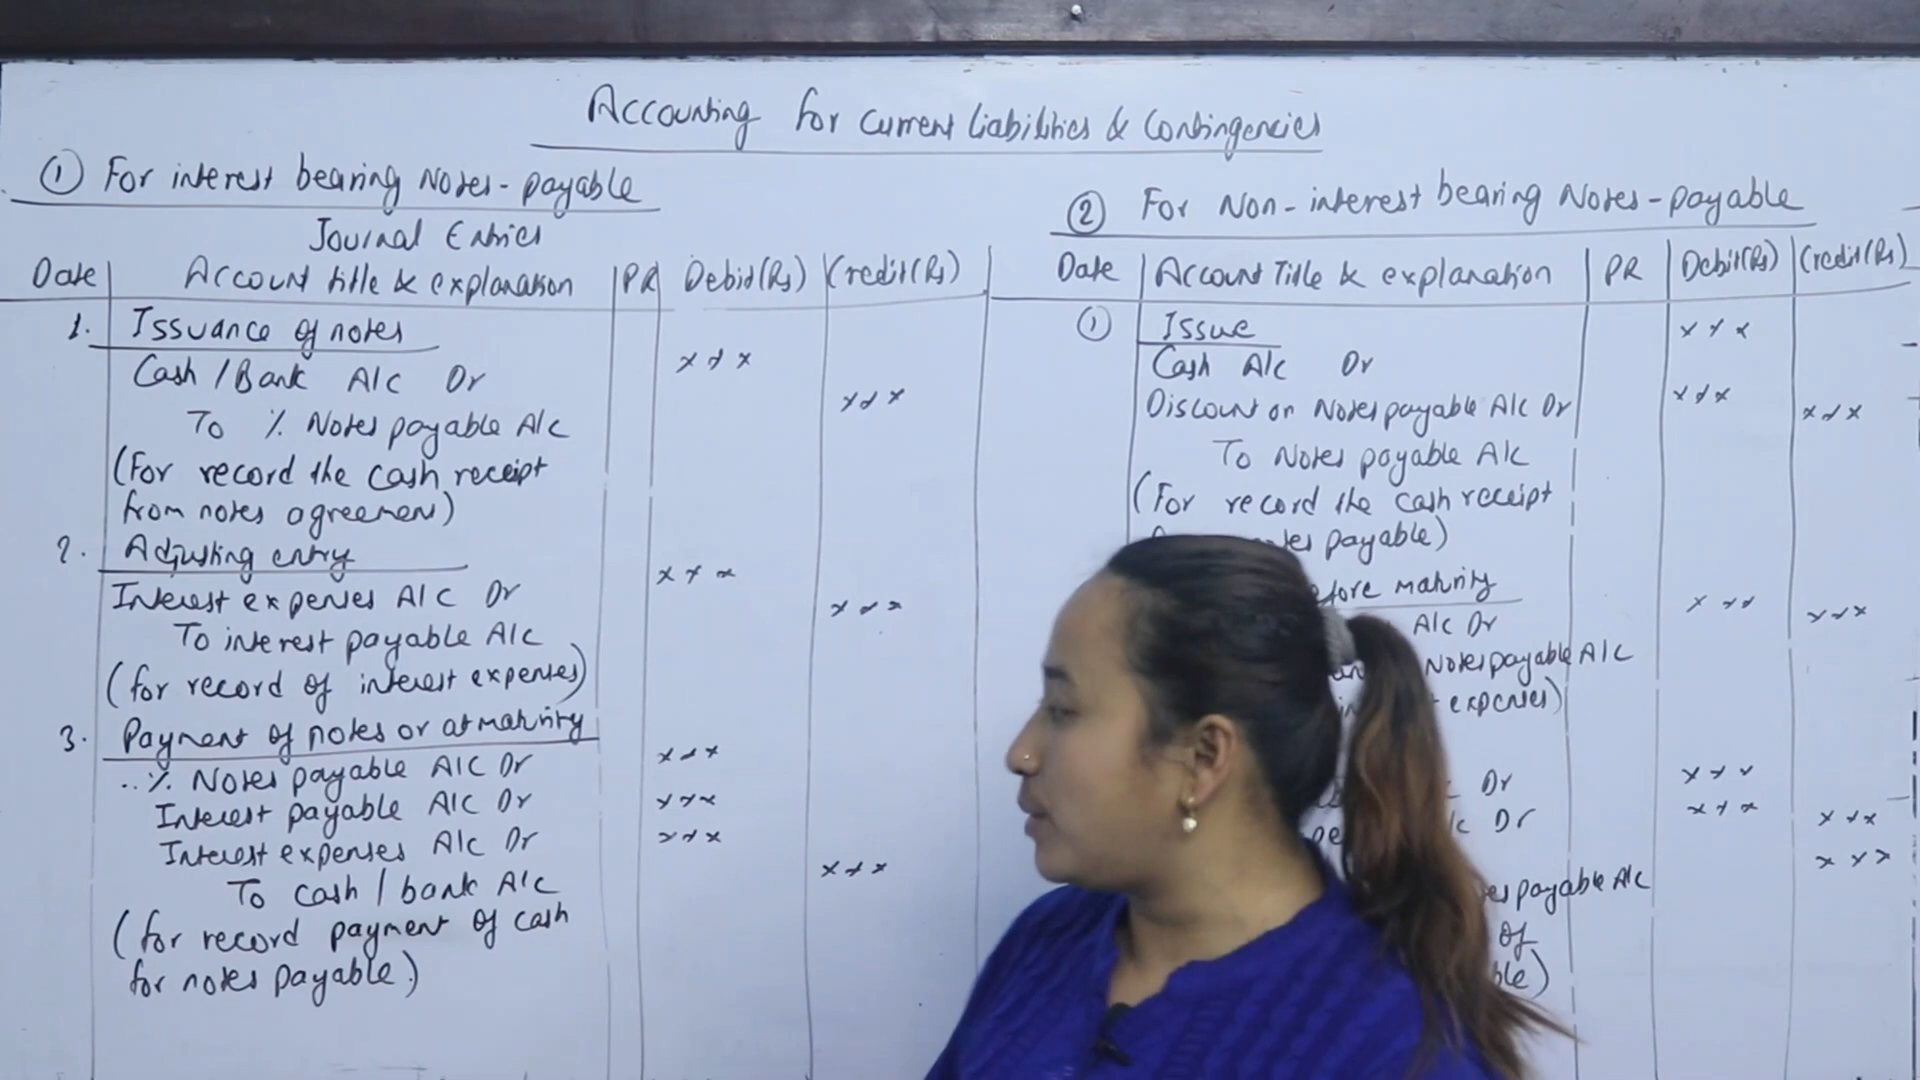 Accounting for Current Liabilities & Contingencies
① For interest bearing Notes-payable
Journal Entries
Date Account title & explanation PR Debit(Rs) Credit(Rs)
1. Issuance of notes
Cash/Bank A/C Dr xxx
To % Notes payable A/C xxx
(For record the cash receipt
from notes agreement)
2. Adjusting entry
Interest expenses A/C Dr xxx
To interest payable A/C xxx
(for record of interest expenses)
3. Payment of notes or at maturity
..% Notes payable A/C Dr xxx
Interest payable A/C Dr xxx
Interest expenses A/C Dr xxx
To cash/bank A/C xxx
(for record payment of cash
for notes payable)
② For Non-interest bearing Notes-payable
Date Account Title & explanation PR Debit(Rs) Credit(Rs)
① Issue
Cash A/C Dr xxx
Discount on Notes payable A/C Dr xxx
To Notes payable A/C xxx
(For record the cash receipt
payable)
maturity
A/C Dr xxx
Notes payable A/C xxx
expenses)
Dr xxx
Dr xxx
xxx
payable A/C xxx
of